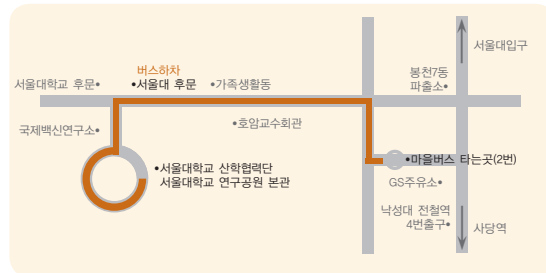 서울대입구
버스하차
봉천7동
파출소•
서울대학교 후문•
•서울대 후문
•가족생활동
국제백신연구소•
•호암교수회관
•마을버스 타는곳(2번)
•서울대학교 산학협력단
서울대학교 연구공원 본관
GS주유소•
낙성대 전철역
4번출구•
사당역